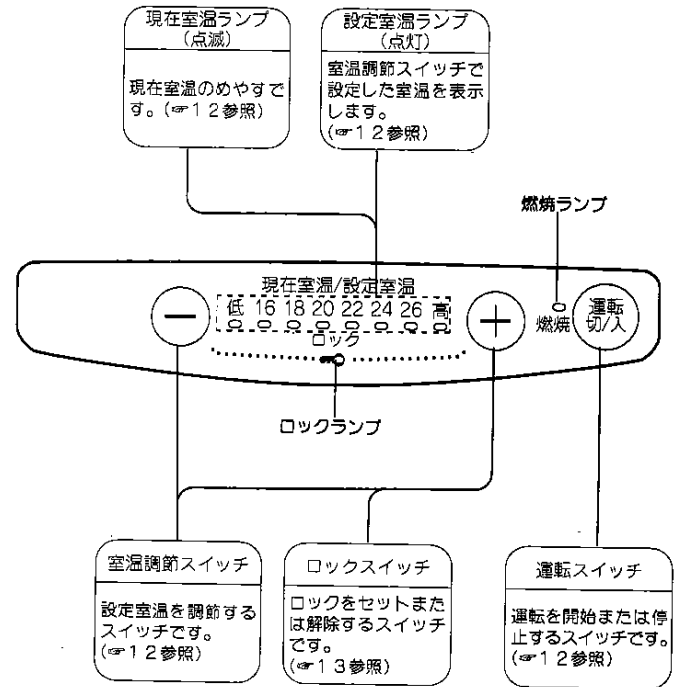 現在室温ランプ
(点滅)
現在室温のめやすで
す。(☞12参照)
設定室温ランプ
(点灯)
室温調節スイッチで
設定した室温を表示
します。
(☞12参照)
燃焼ランプ
現在室温/設定室温
低 16 18 20 22 24 26 高
ロック
燃焼
運転
切/入
ロックランプ
室温調節スイッチ
設定室温を調節する
スイッチです。
(☞12参照)
ロックスイッチ
ロックをセットまた
は解除するスイッチ
です。
(☞13参照)
運転スイッチ
運転を開始または停
止するスイッチです。
(☞12参照)